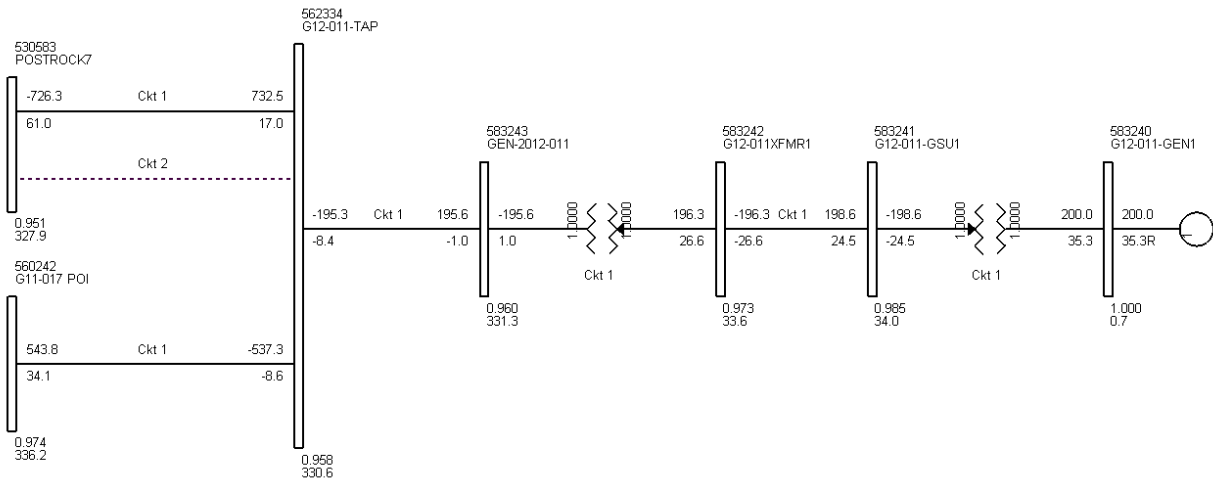 562334
G12-011-TAP
530583
POSTROCK7
-726.3 Ckt 1 732.5
61.0 17.0
Ckt 2
0.951
327.9
583243
GEN-2012-011
583242
G12-011XFMR1
583241
G12-011-GSU1
583240
G12-011-GEN1
-195.3 Ckt 1 195.6 -195.6 1.0000 1.0000 196.3 -196.3 Ckt 1 198.6 -198.6 1.0000 1.0000 200.0 200.0
-8.4 -1.0 1.0 26.6 -26.6 24.5 -24.5 35.3 35.3R
Ckt 1 Ckt 1
0.960
331.3
0.973
33.6
0.985
34.0
1.000
0.7
560242
G11-017 POI
543.8 Ckt 1 -537.3
34.1 -8.6
0.974
336.2
0.958
330.6